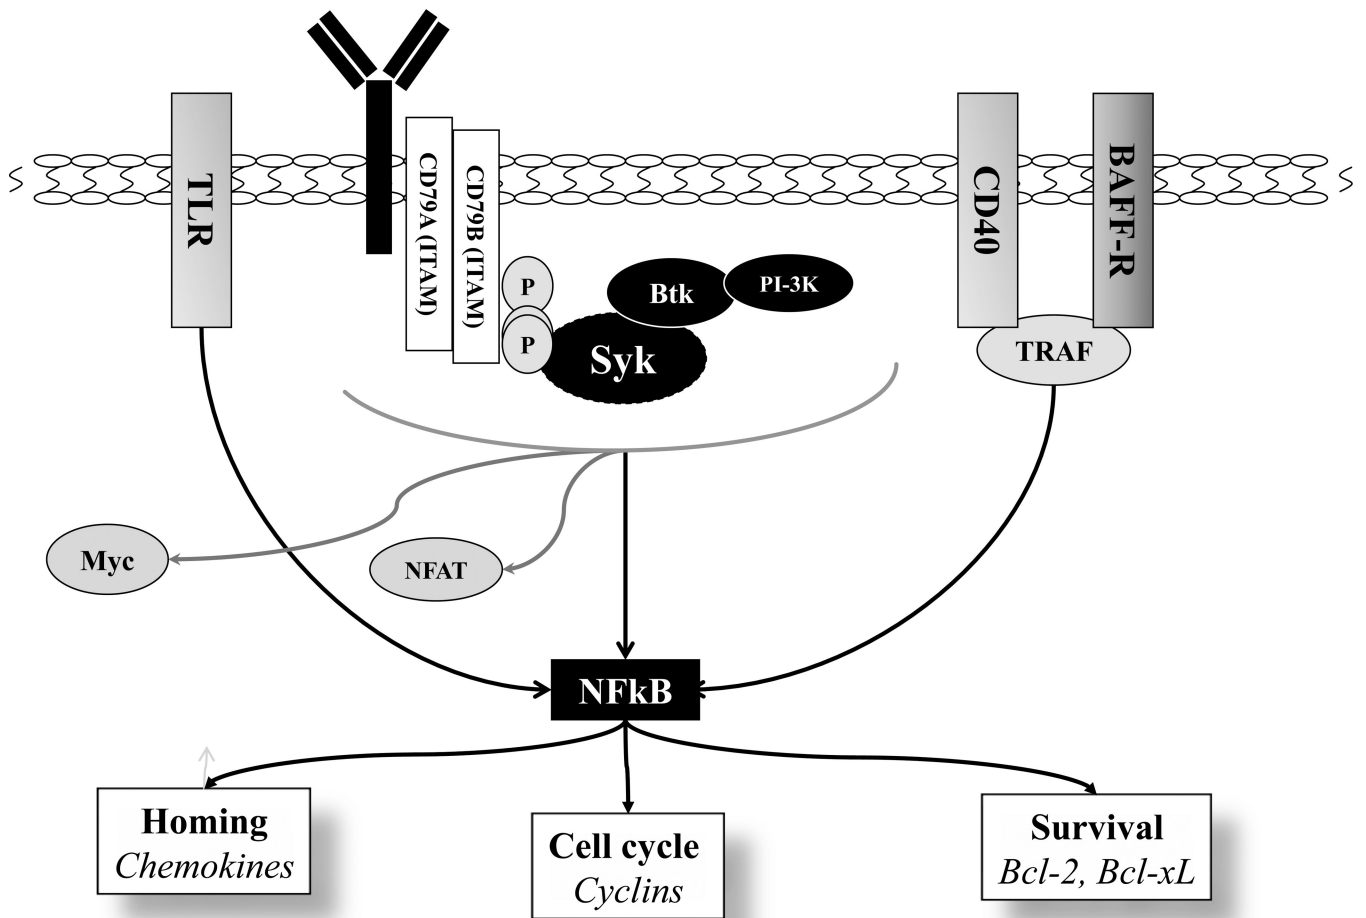 TLR
CD79A (ITAM)
CD79B (ITAM)
P
P
Syk
Btk
PI-3K
CD40
BAFF-R
TRAF
Myc
NFAT
NFkB
Homing
Chemokines
Cell cycle
Cyclins
Survival
Bcl-2, Bcl-xL